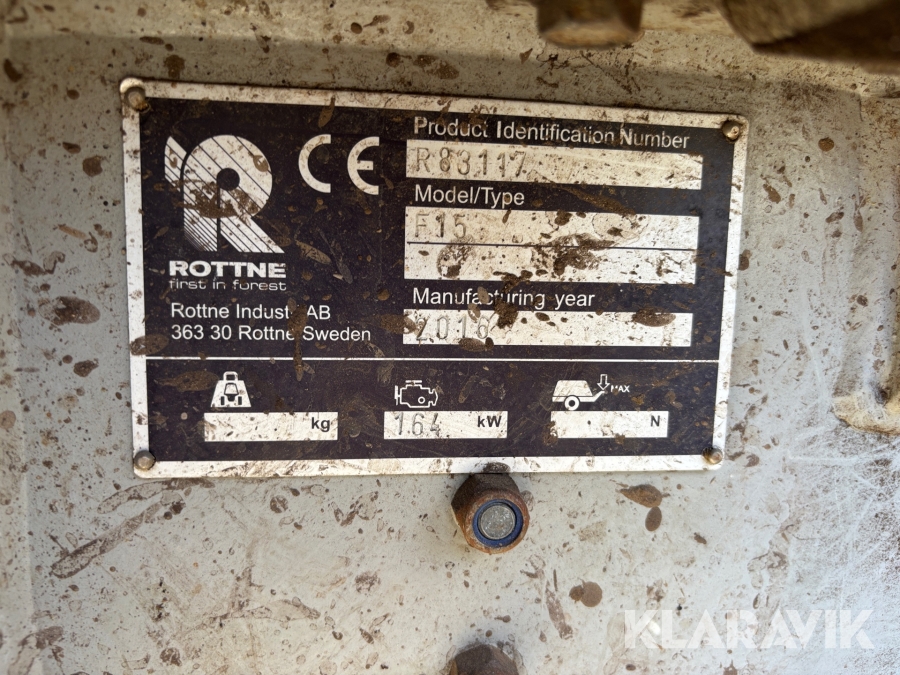 Product Identification Number
R83117
Model/Type
F15
ROTTNE
first in forest
Manufacturing year
2016
Rottne Industri AB
363 30 Rottne Sweden
CE
MAX
kg
164 kW
N
KLARAVIK